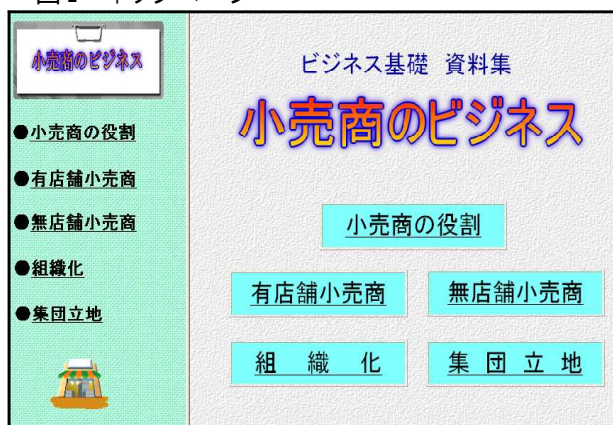 小売商のビジネス
●小売商の役割
●有店舗小売商
●無店舗小売商
●組織化
●集団立地
ビジネス基礎 資料集
小売商のビジネス
小売商の役割
有店舗小売商
無店舗小売商
組 織 化
集 団 立 地